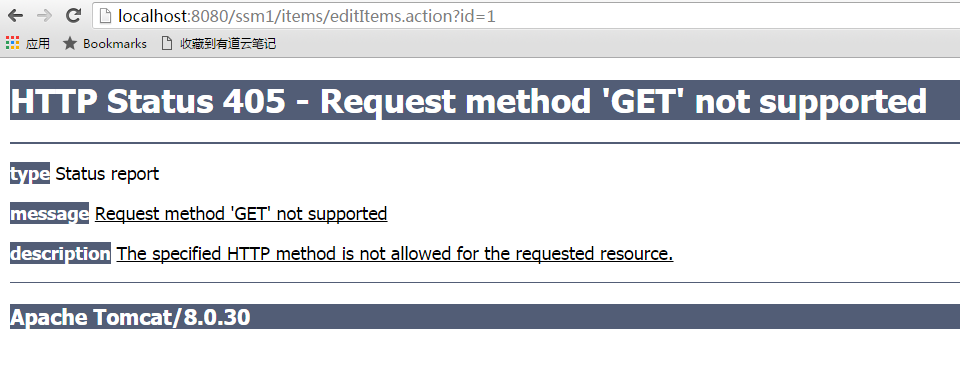 localhost:8080/ssm1/items/editItems.action?id=1
应用 Bookmarks 收藏到有道云笔记
HTTP Status 405 - Request method 'GET' not supported
type Status report
message Request method 'GET' not supported
description The specified HTTP method is not allowed for the requested resource.
Apache Tomcat/8.0.30